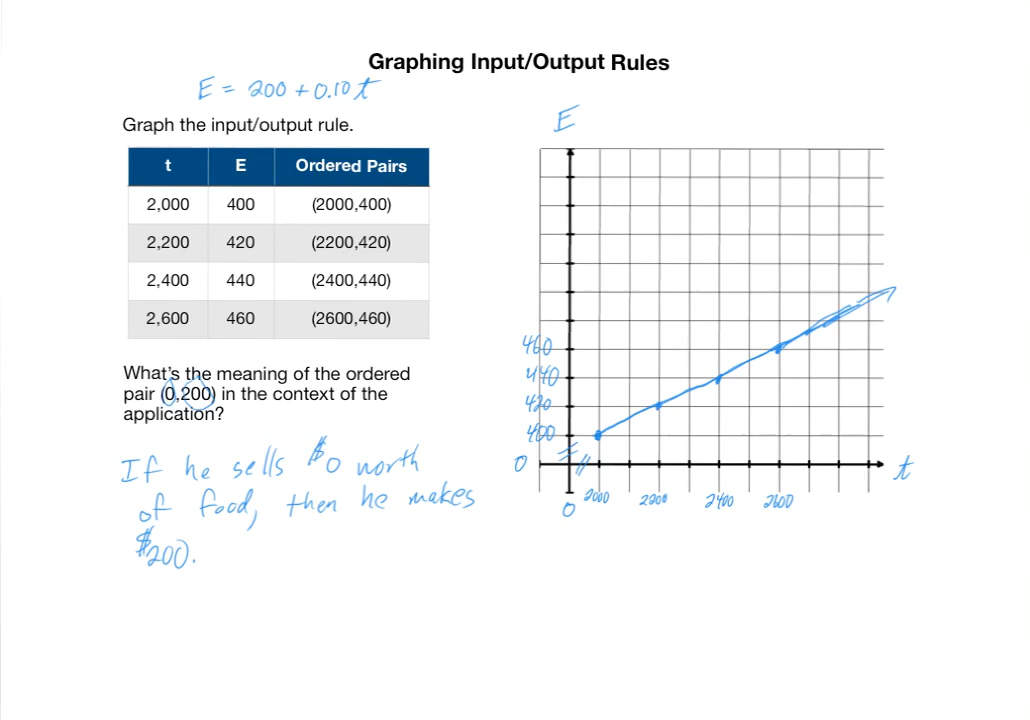 Graphing Input/Output Rules
E = 200 + 0.10t
Graph the input/output rule.
t E Ordered Pairs
2,000 400 (2000,400)
2,200 420 (2200,420)
2,400 440 (2400,440)
2,600 460 (2600,460)
What's the meaning of the ordered
pair (0,200) in the context of the
application?
If he sells $0 worth
of food, then he makes
$200.
E
460
440
420
400
0
t
0 2000 2200 2400 2600